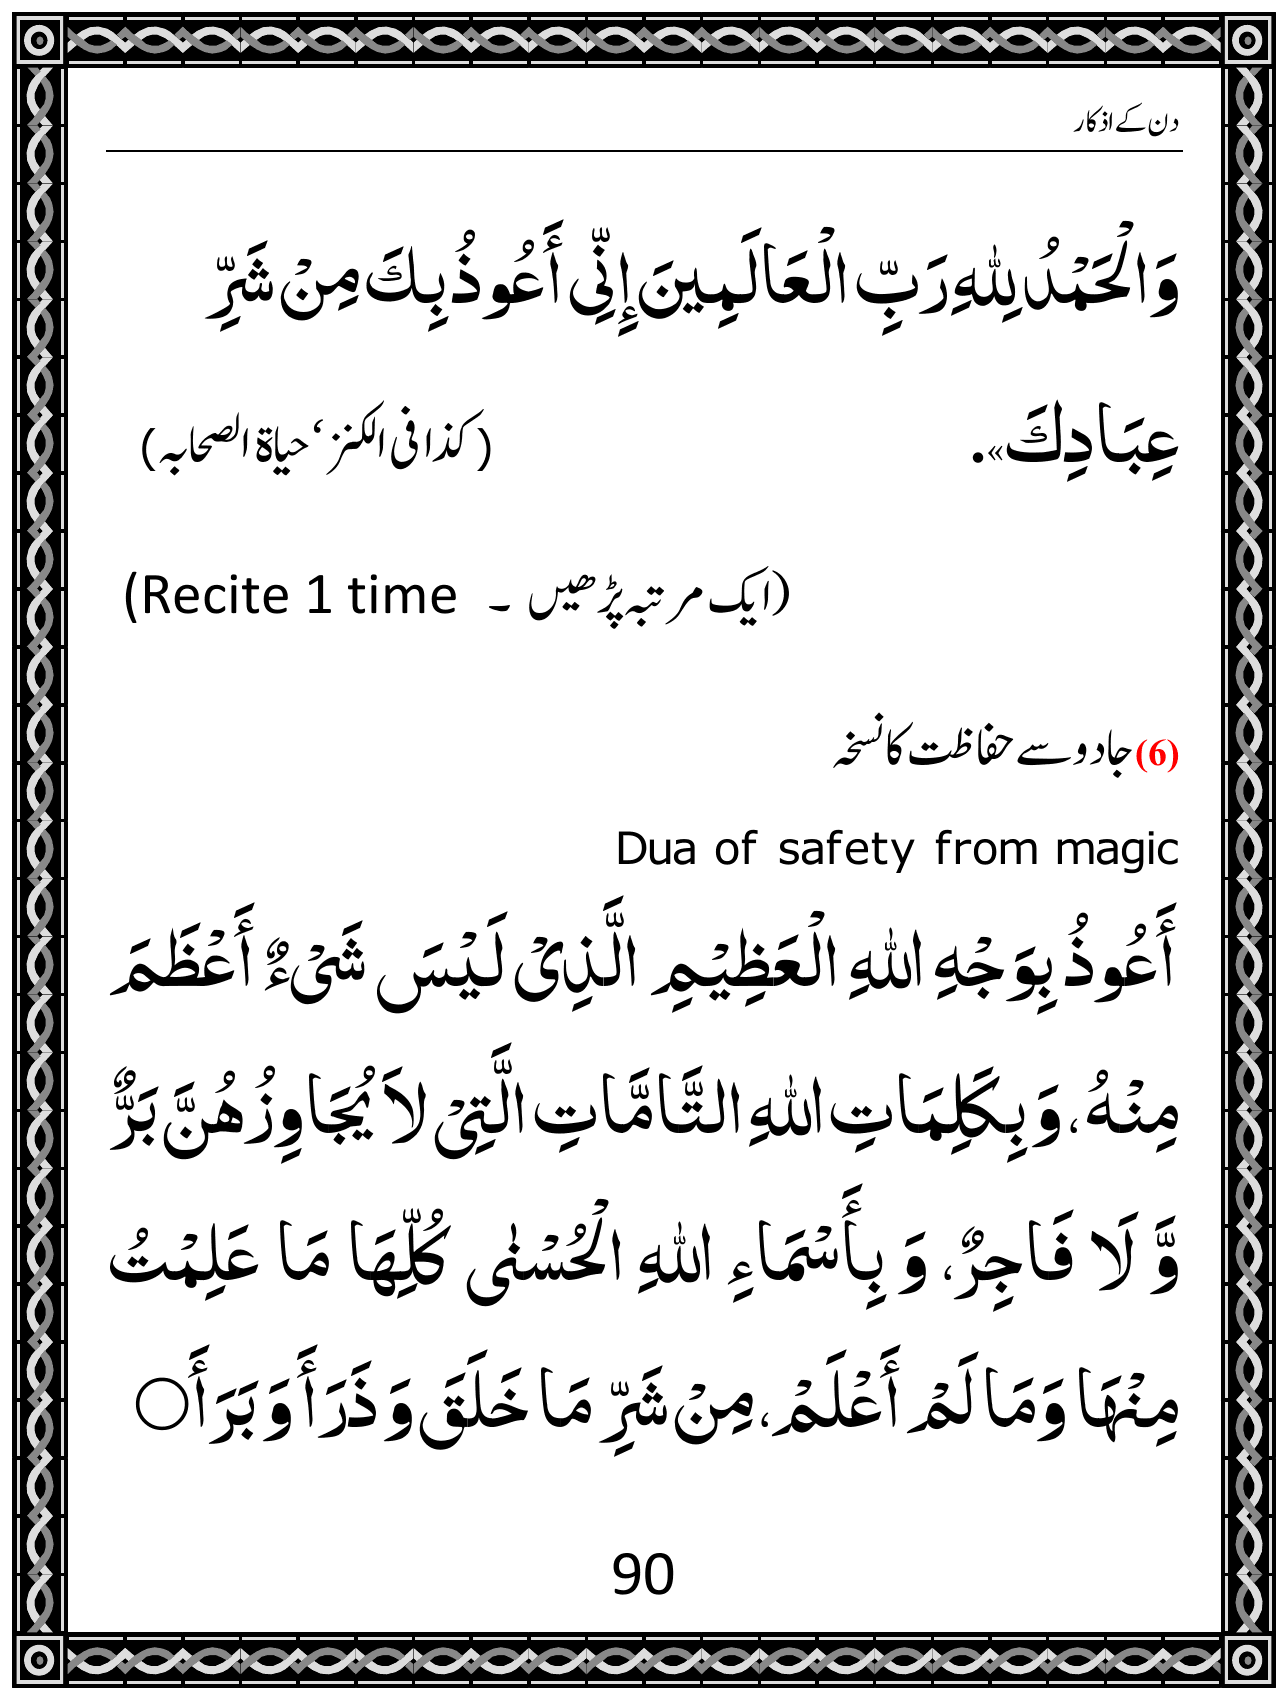 دن کے اذکار
وَالْحَمْدُ لِلّٰهِ رَبِّ الْعَالَمِينَ إِنِّي أَعُوذُ بِكَ مِنْ شَرِّ
عِبَادِكَ». (کذا فی الکنز ‘ حیاۃ الصحابہ)
(ایک مرتبہ پڑھیں ۔ Recite 1 time)
(6) جادو سے حفاظت کا نسخہ
Dua of safety from magic
أَعُوذُ بِوَجْهِ اللهِ الْعَظِيْمِ الَّذِيْ لَيْسَ شَيْءٌ أَعْظَمَ
مِنْهُ، وَبِكَلِمَاتِ اللهِ التَّامَّاتِ الَّتِيْ لاَ يُجَاوِزُهُنَّ بَرٌّ
وَّ لَا فَاجِرٌ، وَ بِأَسْمَاءِ اللهِ الْحُسْنٰى كُلِّهَا مَا عَلِمْتُ
مِنْهَا وَمَا لَمْ أَعْلَمْ، مِنْ شَرِّ مَا خَلَقَ وَذَرَأَ وَبَرَأَ○
90